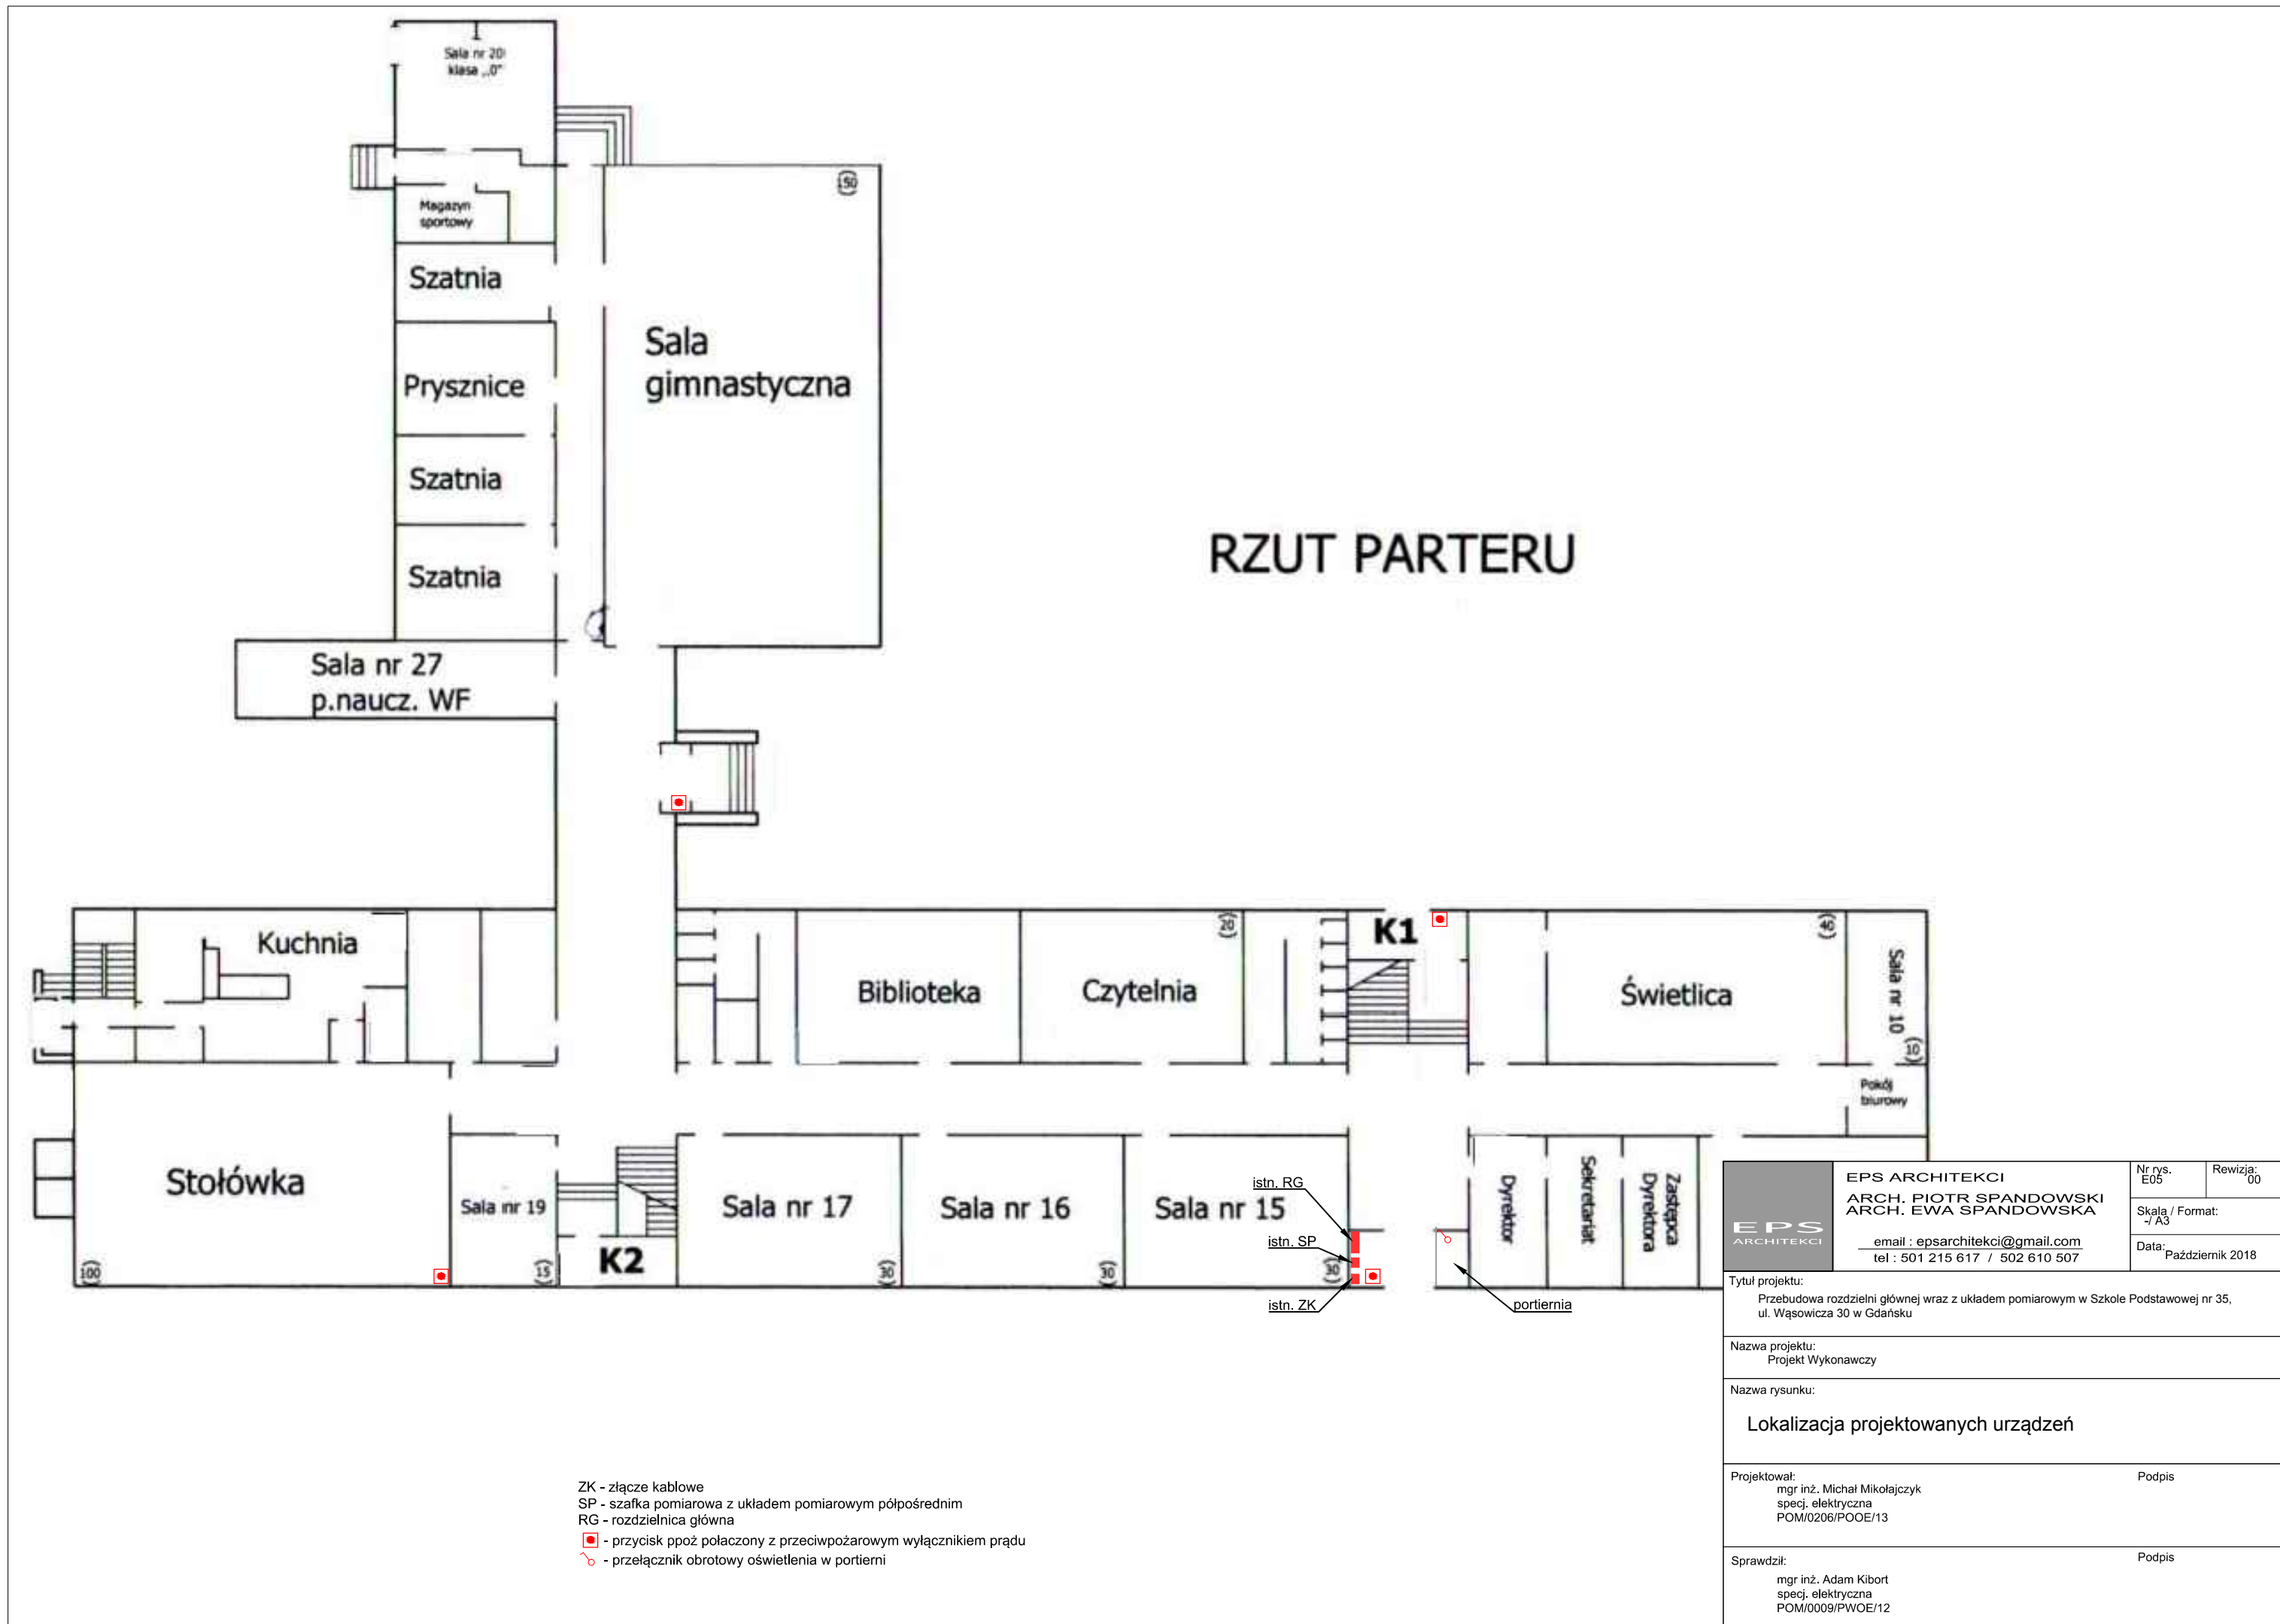 Sala nr 20
klasa ,,0"
150
Magazyn
sportowy
Szatnia
Sala
gimnastyczna
Prysznice
Szatnia
Szatnia
RZUT PARTERU
Sala nr 27
p.naucz. WF
Kuchnia
Biblioteka
Czytelnia
20
K1
Świetlica
Sala nr 10
10
Pokój
biurowy
Stołówka
100
Sala nr 19
15
K2
Sala nr 17
30
Sala nr 16
30
Sala nr 15
30
istn. RG
istn. SP
istn. ZK
portiernia
Dyrektor
Sekretariat
Zastępca
Dyrektora
ZK - złącze kablowe
SP - szafka pomiarowa z układem pomiarowym półpośrednim
RG - rozdzielnica główna
- przycisk ppoż połaczony z przeciwpożarowym wyłącznikiem prądu
- przełącznik obrotowy oświetlenia w portierni
EPS
ARCHITEKCI
EPS ARCHITEKCI
ARCH. PIOTR SPANDOWSKI
ARCH. EWA SPANDOWSKA
email : epsarchitekci@gmail.com
tel : 501 215 617 / 502 610 507
Nr rys.
E05
Rewizja:
00
Skala / Format:
-/ A3
Data:
Październik 2018
Tytuł projektu:
Przebudowa rozdzielni głównej wraz z układem pomiarowym w Szkole Podstawowej nr 35,
ul. Wąsowicza 30 w Gdańsku
Nazwa projektu:
Projekt Wykonawczy
Nazwa rysunku:
Lokalizacja projektowanych urządzeń
Projektował:
Podpis
mgr inż. Michał Mikołajczyk
specj. elektryczna
POM/0206/POOE/13
Sprawdził:
Podpis
mgr inż. Adam Kibort
specj. elektryczna
POM/0009/PWOE/12